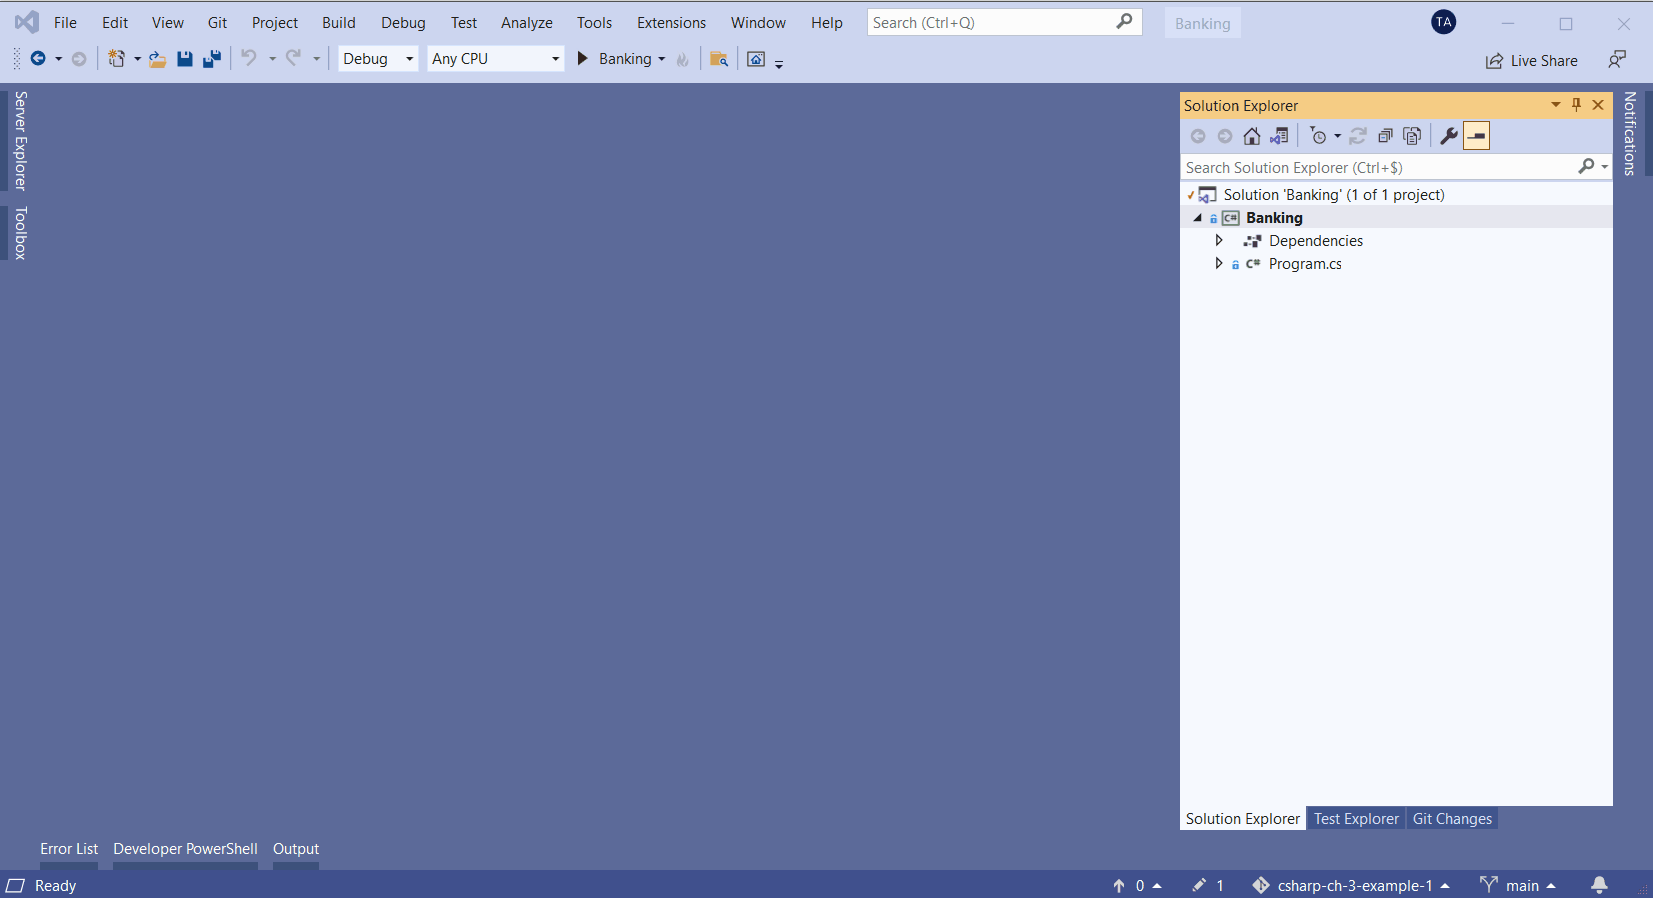 File Edit View Git Project Build Debug Test Analyze Tools Extensions Window Help Search (Ctrl+Q) Banking TA
Debug Any CPU Banking Live Share
Server Explorer
Toolbox
Solution Explorer
Search Solution Explorer (Ctrl+$)
Solution 'Banking' (1 of 1 project)
C# Banking
Dependencies
C# Program.cs
Notifications
Solution Explorer Test Explorer Git Changes
Error List Developer PowerShell Output
Ready 0 1 csharp-ch-3-example-1 main